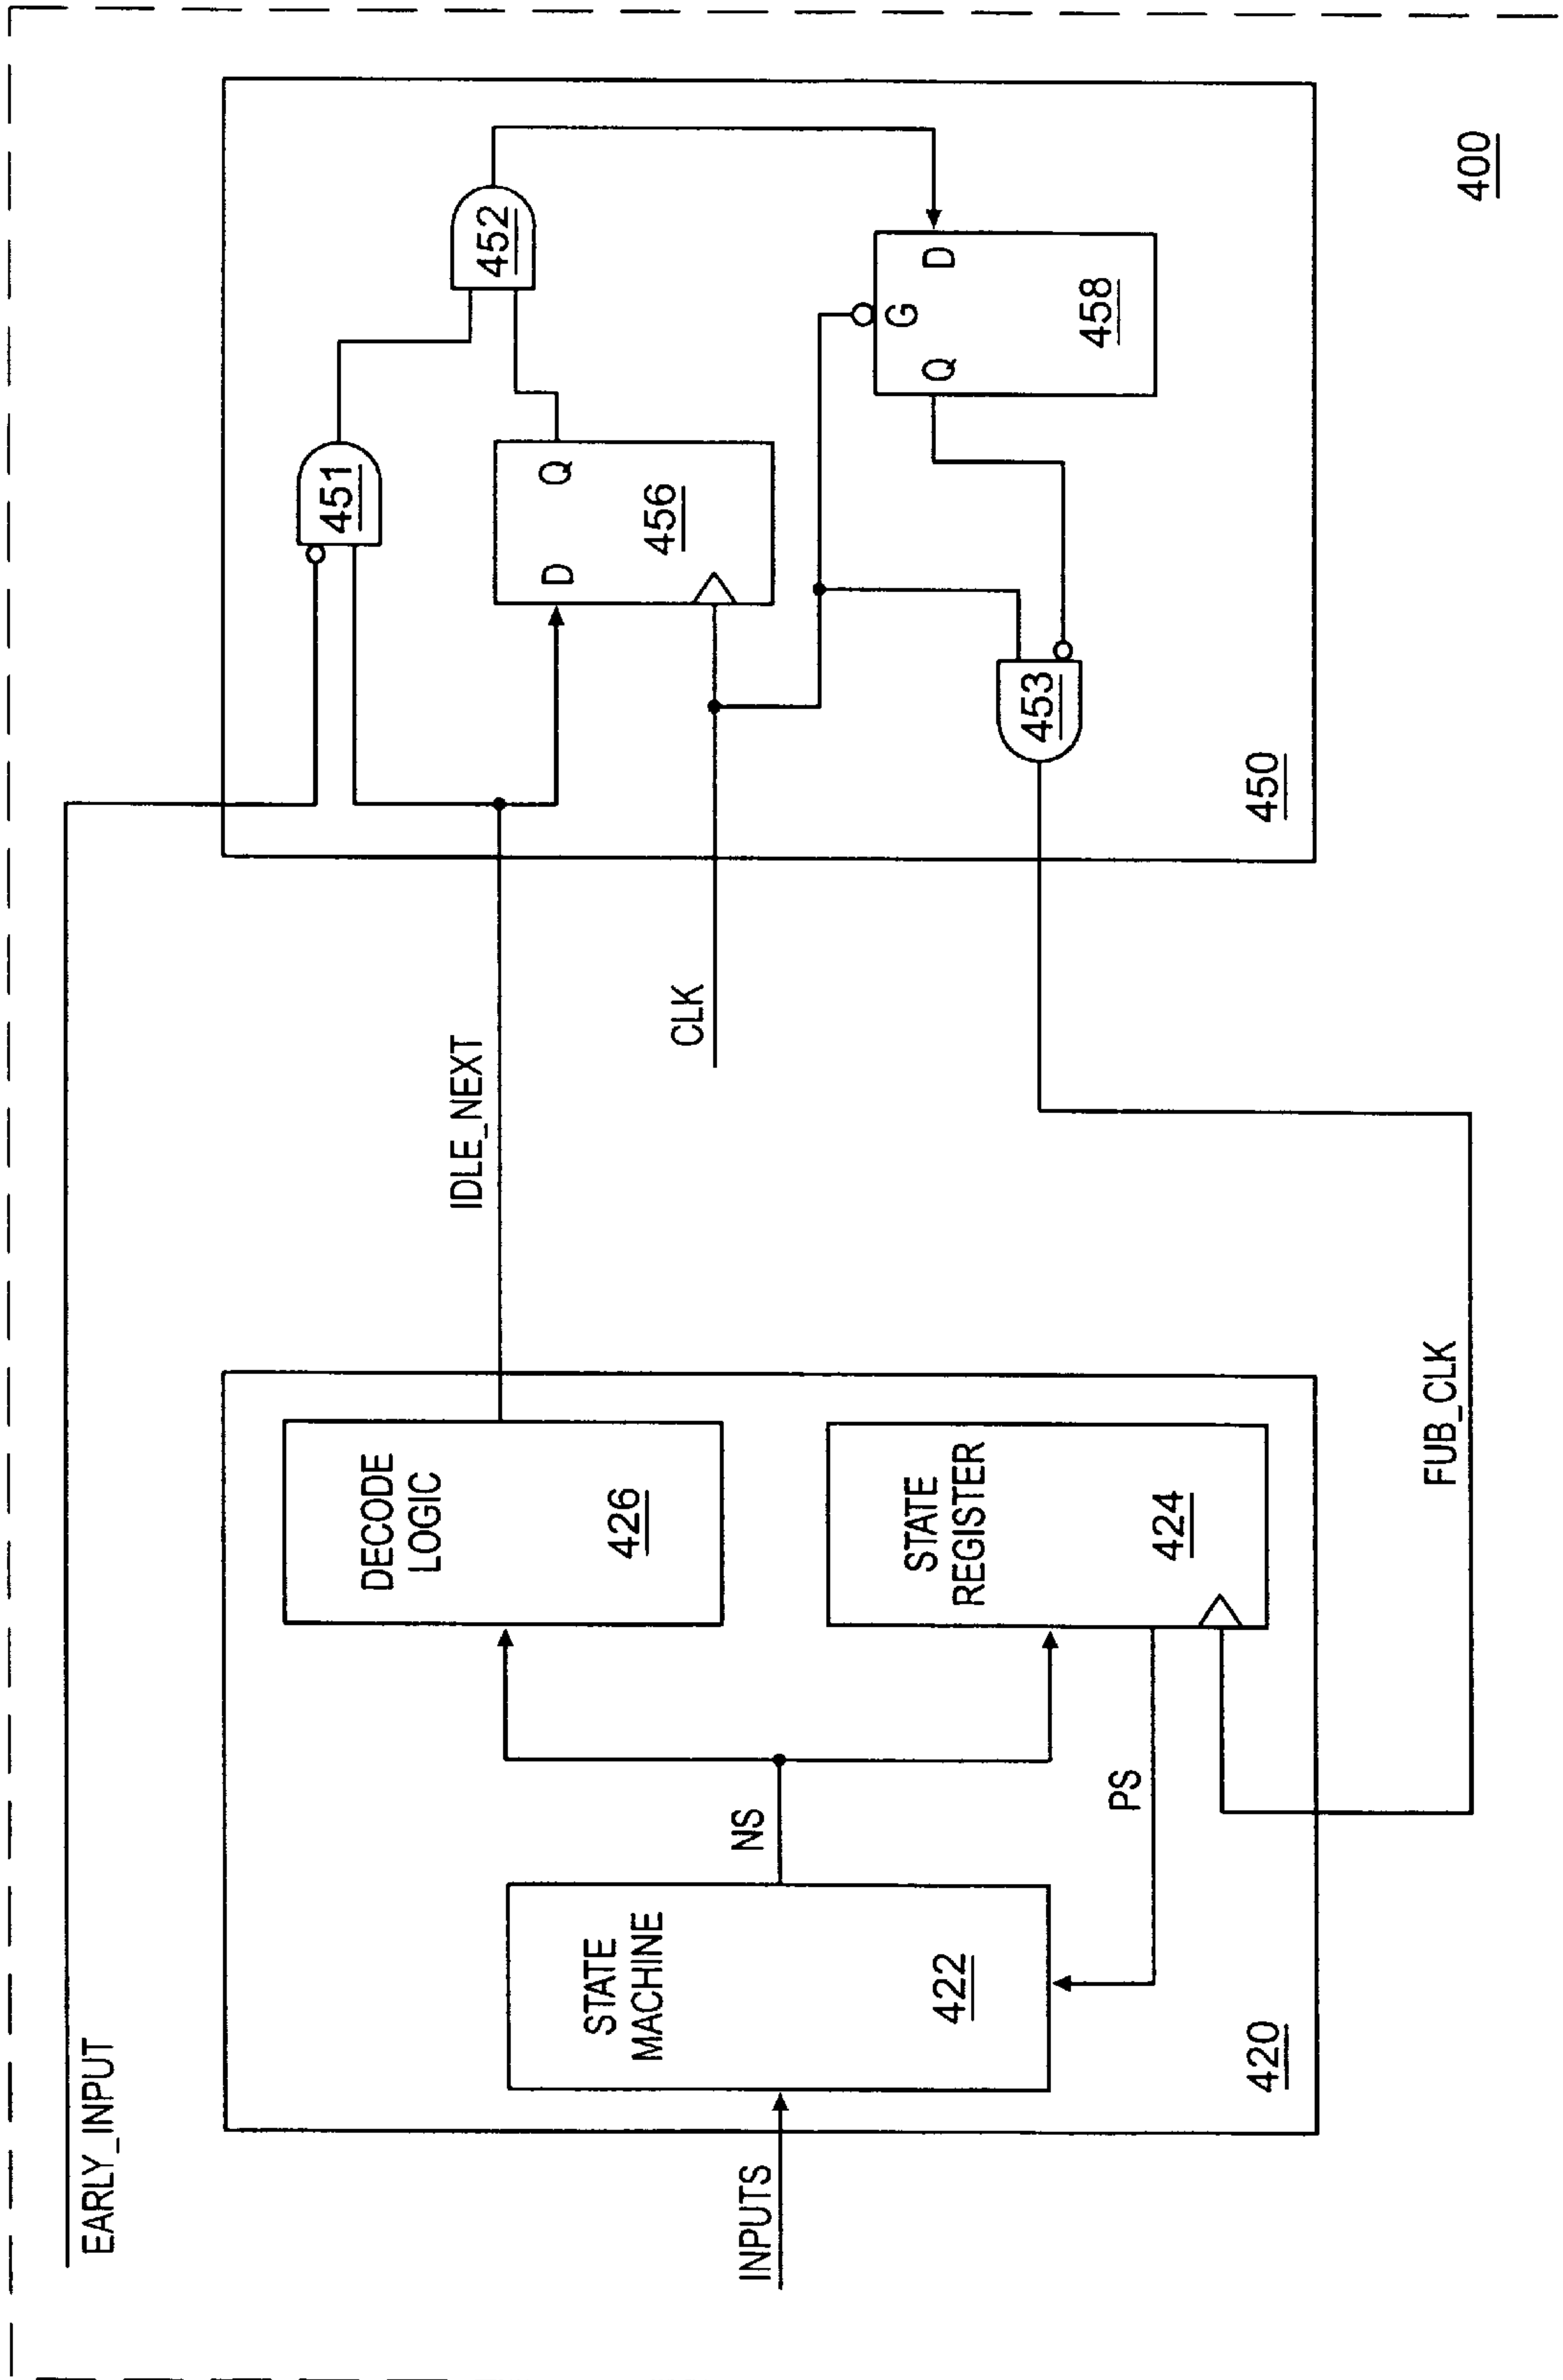 EARLY_INPUT
INPUTS
STATE
MACHINE
422
NS
PS
DECODE
LOGIC
426
STATE
REGISTER
424
420
IDLE_NEXT
CLK
FUB_CLK
451
452
D
Q
456
G
D
Q
458
453
450
400